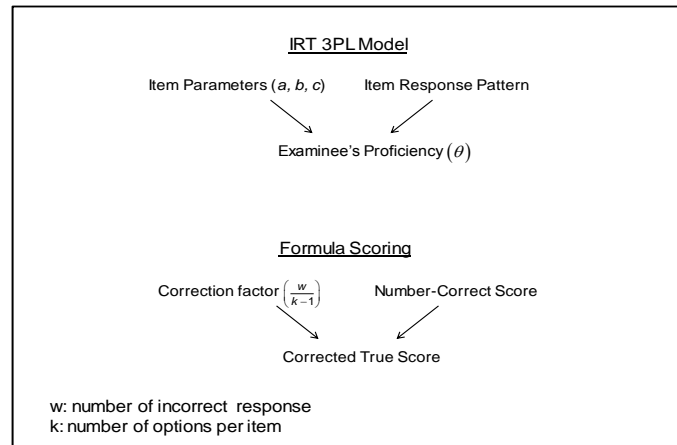 IRT 3PL Model
Item Parameters (a, b, c) Item Response Pattern
Examinee's Proficiency (θ)
Formula Scoring
Correction factor (w/(k−1)) Number-Correct Score
Corrected True Score
w: number of incorrect response
k: number of options per item